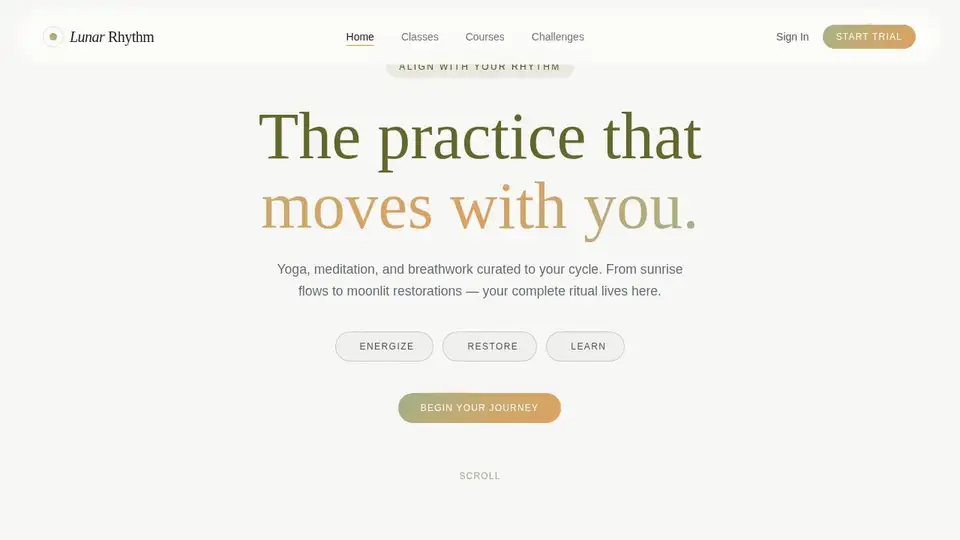 Lunar Rhythm
Home
Classes
Courses
Challenges
Sign In
START TRIAL
ALIGN WITH YOUR RHYTHM
The practice that
moves with you.
Yoga, meditation, and breathwork curated to your cycle. From sunrise
flows to moonlit restorations — your complete ritual lives here.
ENERGIZE
RESTORE
LEARN
BEGIN YOUR JOURNEY
SCROLL